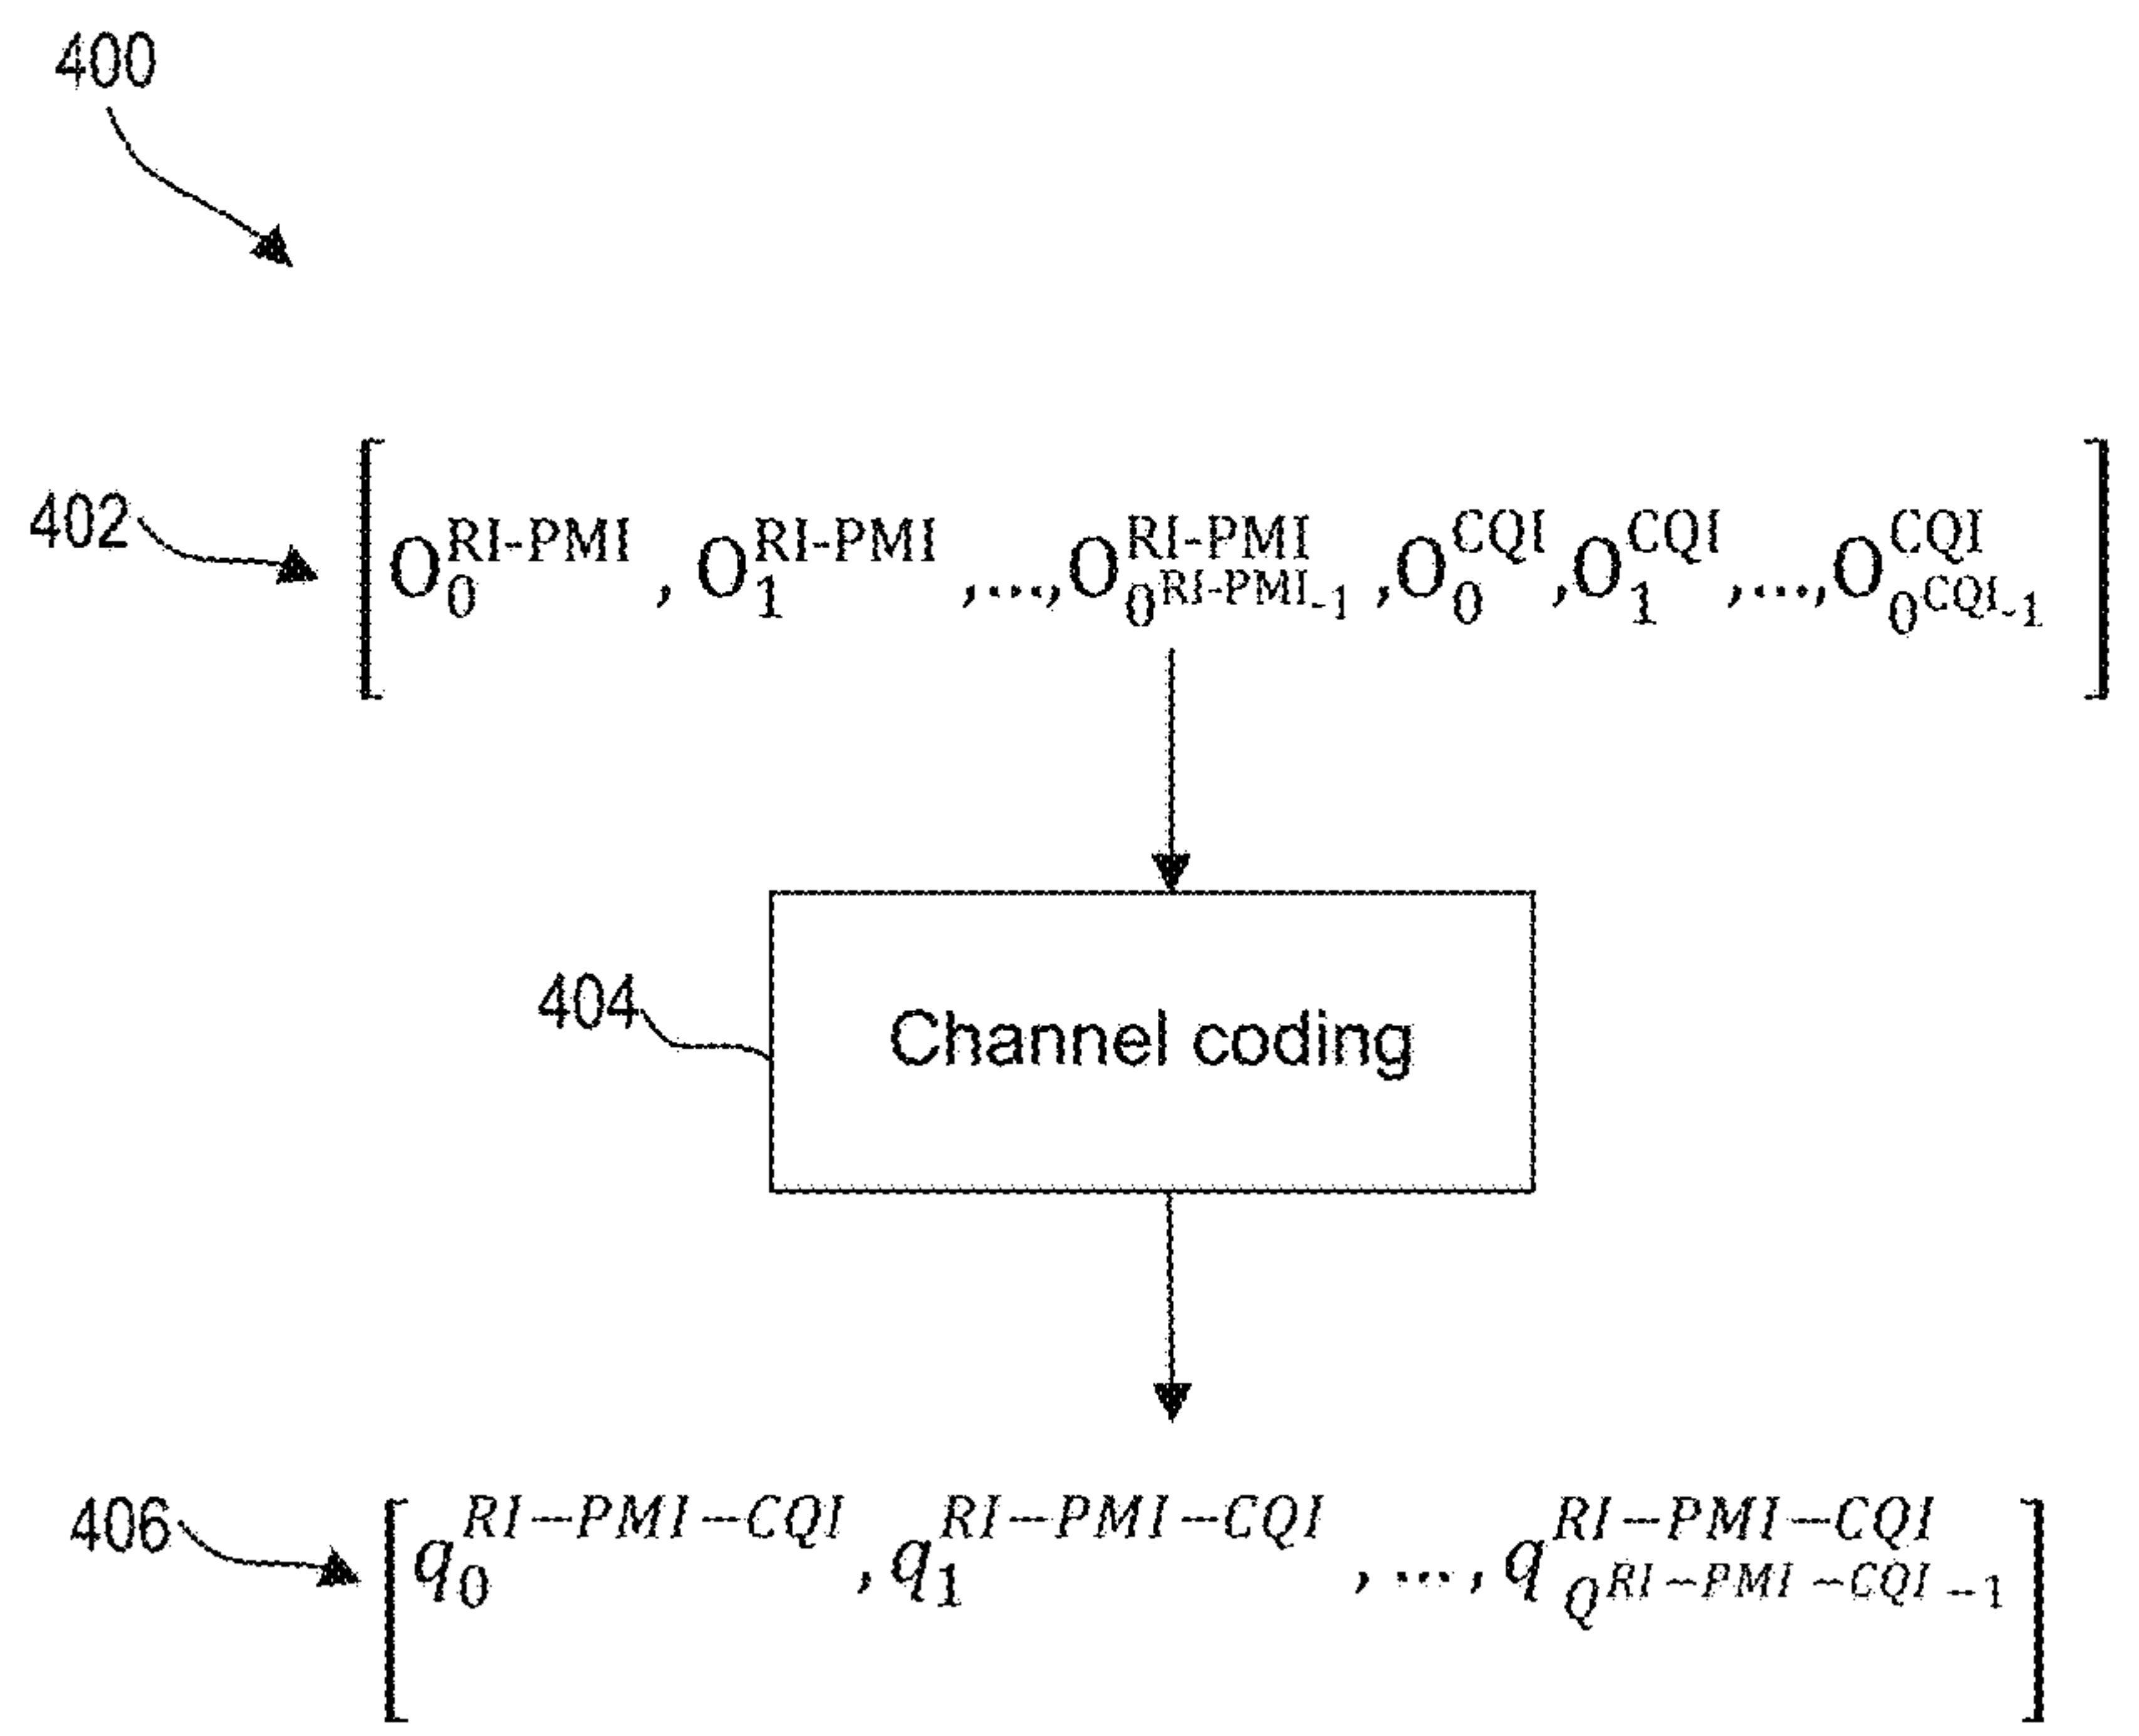 400
402 [O_0^{RI-PMI}, O_1^{RI-PMI},...,O_{0^{RI-PMI}-1}^{RI-PMI},O_0^{CQI},O_1^{CQI},...,O_{0^{CQI}-1}^{CQI}]
404 Channel coding
406 [q_0^{RI-PMI-CQI},q_1^{RI-PMI-CQI},...,q_{Q^{RI-PMI-CQI}-1}^{RI-PMI-CQI}]